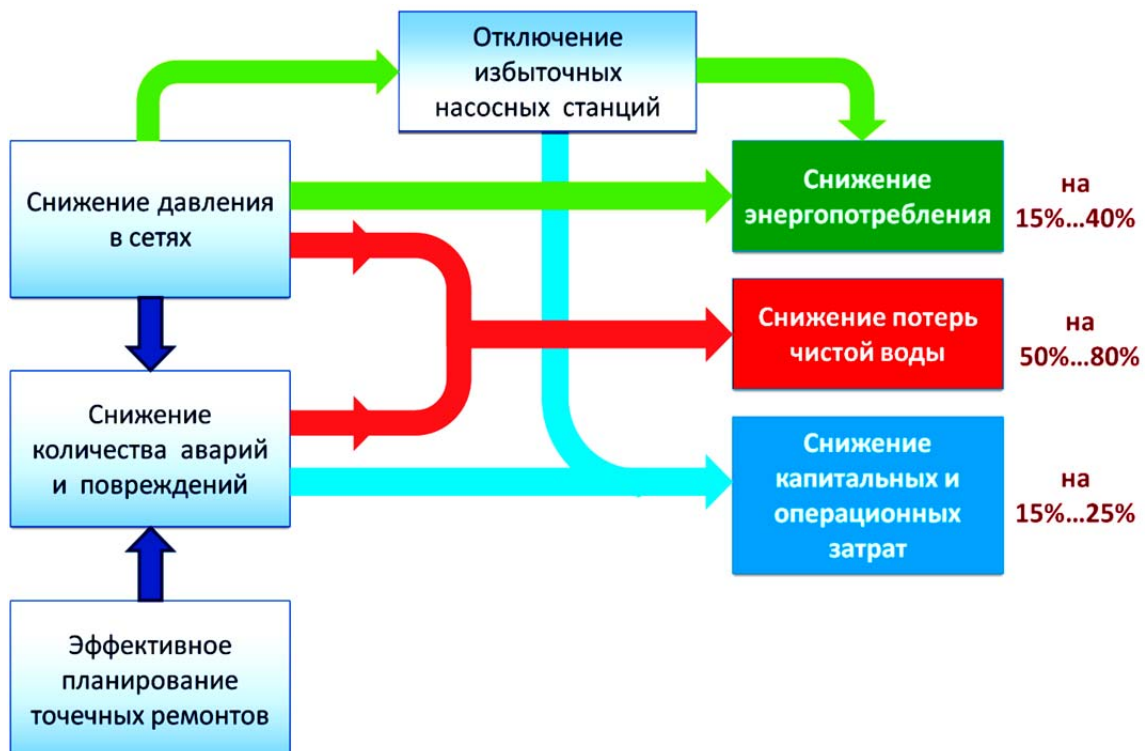 Отключение
избыточных
насосных станций
Снижение давления
в сетях
Снижение
энергопотребления
на
15%...40%
Снижение потерь
чистой воды
на
50%...80%
Снижение
количества аварий
и повреждений
Снижение
капитальных и
операционных
затрат
на
15%...25%
Эффективное
планирование
точечных ремонтов